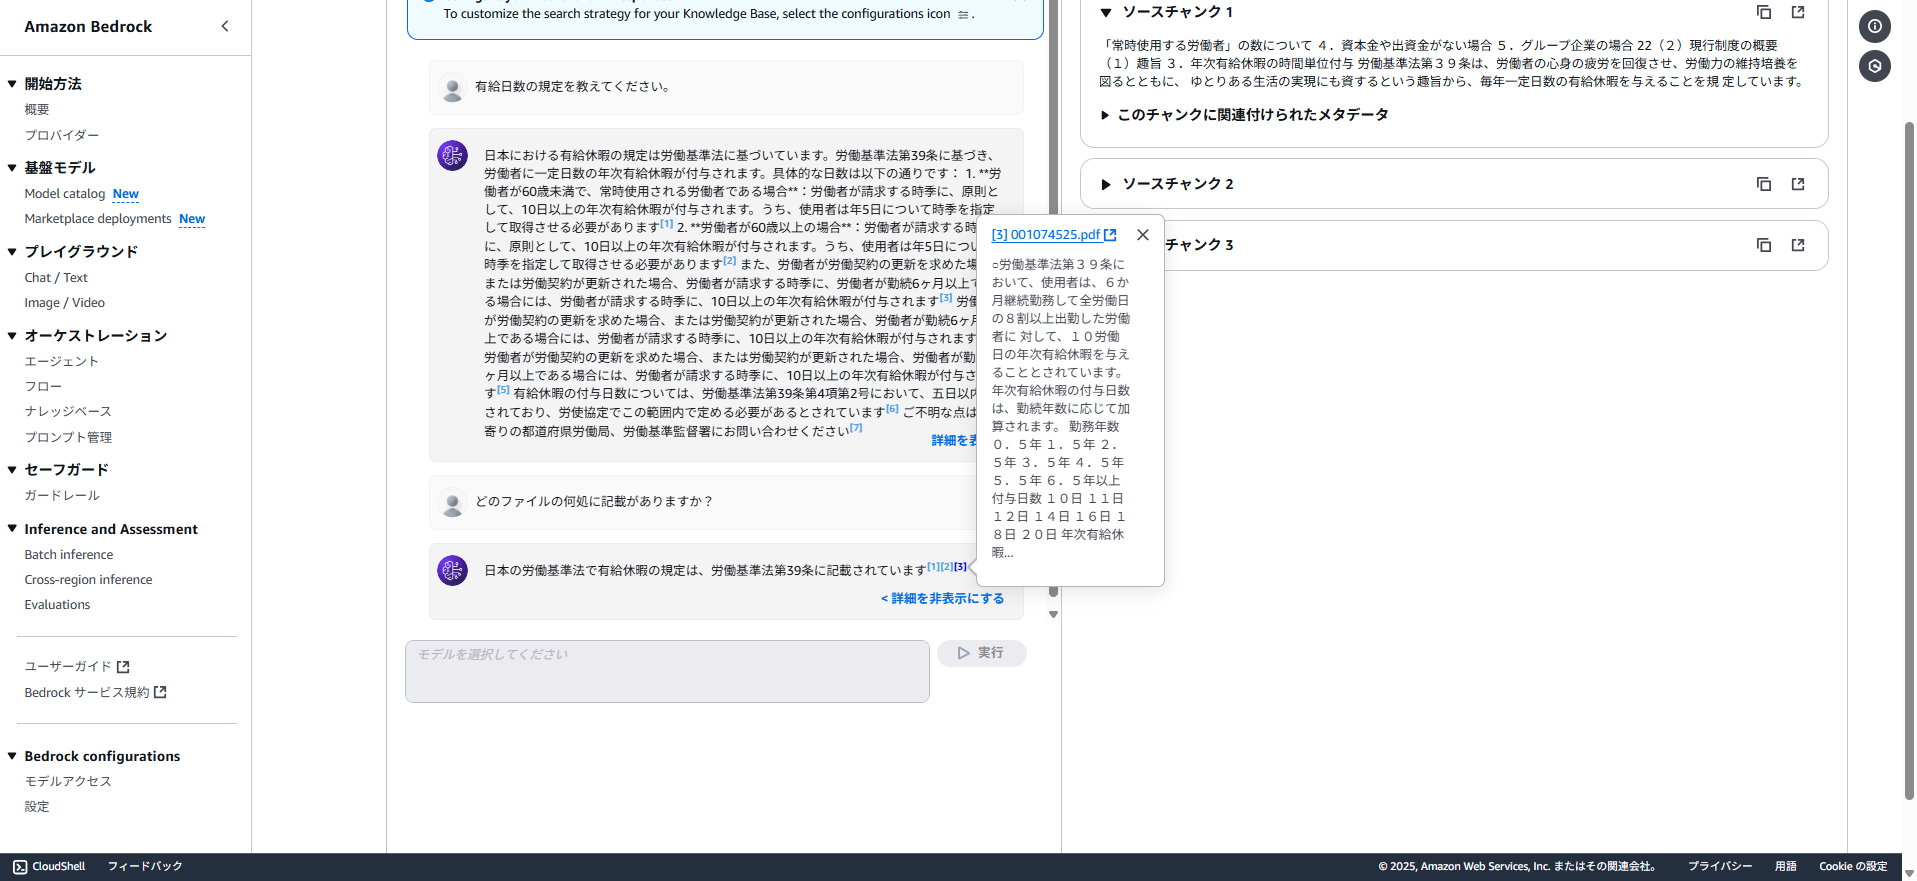 Amazon Bedrock
開始方法
概要
プロバイダー
基盤モデル
Model catalog New
Marketplace deployments New
プレイグラウンド
Chat / Text
Image / Video
オーケストレーション
エージェント
フロー
ナレッジベース
プロンプト管理
セーフガード
ガードレール
Inference and Assessment
Batch inference
Cross-region inference
Evaluations
ユーザーガイド
Bedrock サービス規約
Bedrock configurations
モデルアクセス
設定
To customize the search strategy for your Knowledge Base, select the configurations icon .
有給日数の規定を教えてください。
日本における有給休暇の規定は労働基準法に基づいています。労働基準法第39条に基づき、
労働者に一定日数の年次有給休暇が付与されます。具体的な日数は以下の通りです： 1. **労
働者が60歳未満で、常時使用される労働者である場合**：労働者が請求する時季に、原則と
して、10日以上の年次有給休暇が付与されます。うち、使用者は年5日について時季を指定
して取得させる必要があります[1] 2. **労働者が60歳以上の場合**：労働者が請求する時
に、原則として、10日以上の年次有給休暇が付与されます。うち、使用者は年5日につい
時季を指定して取得させる必要があります[2] また、労働者が労働契約の更新を求めた場
または労働契約が更新された場合、労働者が請求する時季に、労働者が勤続6ヶ月以上で
る場合には、労働者が請求する時季に、10日以上の年次有給休暇が付与されます[3] 労働
が労働契約の更新を求めた場合、または労働契約が更新された場合、労働者が勤続6ヶ月
上である場合には、労働者が請求する時季に、10日以上の年次有給休暇が付与されます
労働者が労働契約の更新を求めた場合、または労働契約が更新された場合、労働者が勤
ヶ月以上である場合には、労働者が請求する時季に、10日以上の年次有給休暇が付与さ
す[5] 有給休暇の付与日数については、労働基準法第39条第4項第2号において、五日以内
されており、労使協定でこの範囲内で定める必要があるとされています[6] ご不明な点は
寄りの都道府県労働局、労働基準監督署にお問い合わせください[7]
詳細を表
どのファイルの何処に記載がありますか？
日本の労働基準法で有給休暇の規定は、労働基準法第39条に記載されています[1][2][3]
< 詳細を非表示にする
モデルを選択してください
実行
[3] 001074525.pdf
○労働基準法第３９条に
おいて、使用者は、６か
月継続勤務して全労働日
の８割以上出勤した労働
者に 対して、１０労働
日の年次有給休暇を与え
ることとされています。
年次有給休暇の付与日数
は、勤続年数に応じて加
算されます。 勤務年数
０．５年 １．５年 ２．
５年 ３．５年 ４．５年
５．５年 ６．５年以上
付与日数 １０日 １１日
１２日 １４日 １６日 １
８日 ２０日 年次有給休
暇...
ソースチャンク 1
「常時使用する労働者」の数について ４．資本金や出資金がない場合 ５．グループ企業の場合 22（２）現行制度の概要
（１）趣旨 ３．年次有給休暇の時間単位付与 労働基準法第３９条は、労働者の心身の疲労を回復させ、労働力の維持培養を
図るとともに、 ゆとりある生活の実現にも資するという趣旨から、毎年一定日数の有給休暇を与えることを規 定しています。
このチャンクに関連付けられたメタデータ
ソースチャンク 2
チャンク 3
CloudShell フィードバック
© 2025, Amazon Web Services, Inc. またはその関連会社。 プライバシー 用語 Cookie の設定